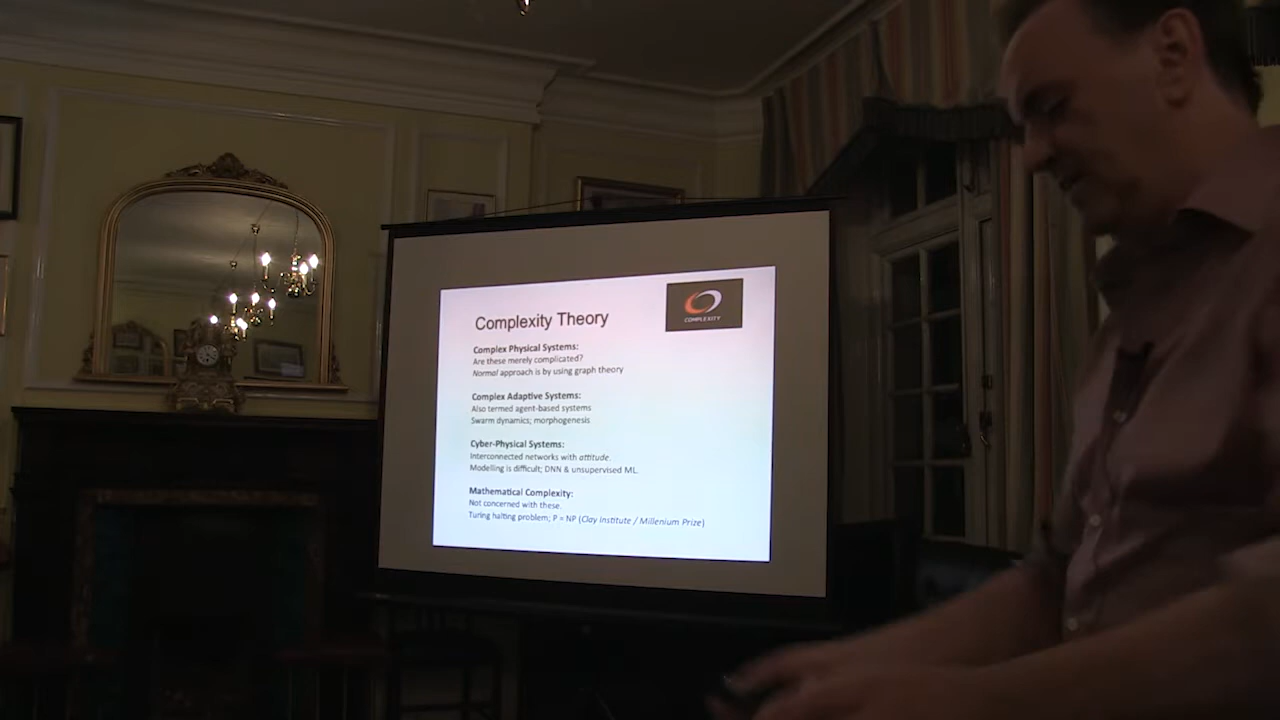 Complexity Theory
COMPLEXITY
Complex Physical Systems:
Are these merely complicated?
Normal approach is by using graph theory
Complex Adaptive Systems:
Also termed agent-based systems
Swarm dynamics; morphogenesis
Cyber-Physical Systems:
Interconnected networks with attitude.
Modelling is difficult; DNN & unsupervised ML.
Mathematical Complexity:
Not concerned with these.
Turing halting problem; P = NP (Clay Institute / Millenium Prize)